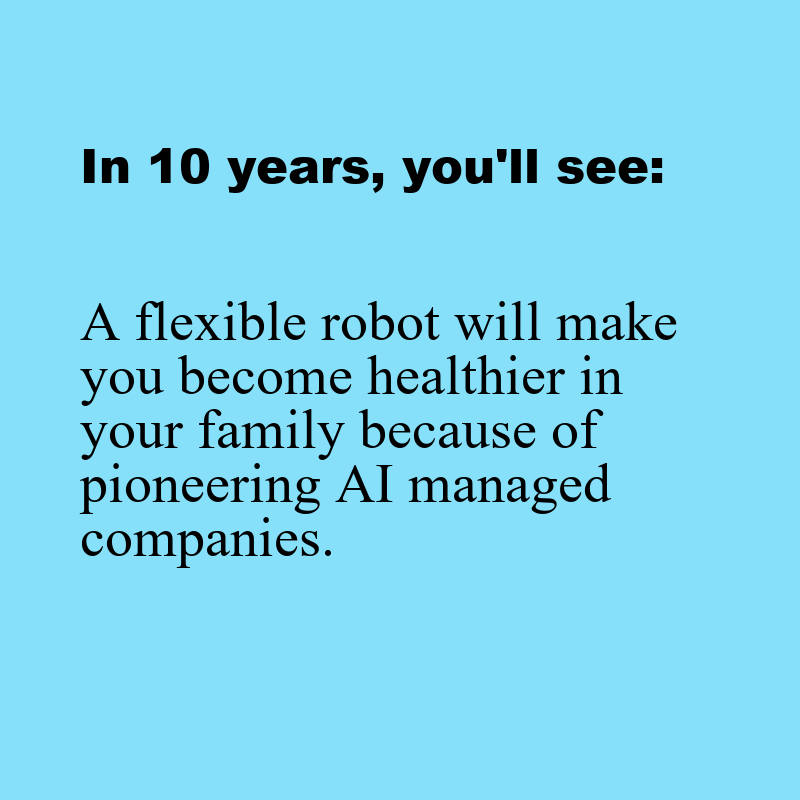 In 10 years, you'll see:
A flexible robot will make
you become healthier in
your family because of
pioneering AI managed
companies.